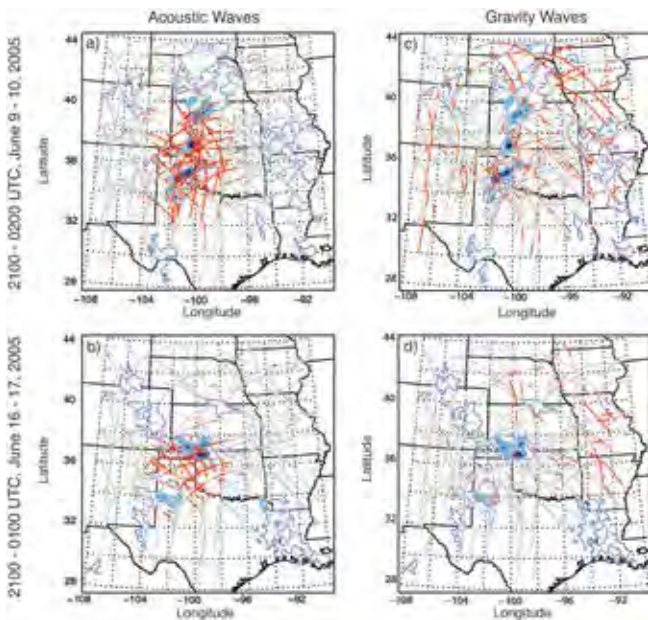 Acoustic Waves
Gravity Waves
2100 - 0200 UTC, June 9 - 10, 2005
Latitude
44
40
36
32
28
a)
-108
-104
-100
-96
-92
Longitude
Latitude
44
40
36
32
28
c)
-108
-104
-100
-96
-92
Longitude
2100 - 0100 UTC, June 16 - 17, 2005
Latitude
44
40
36
32
28
b)
-108
-104
-100
-96
-92
Longitude
Latitude
44
40
36
32
28
d)
-108
-104
-100
-96
-92
Longitude